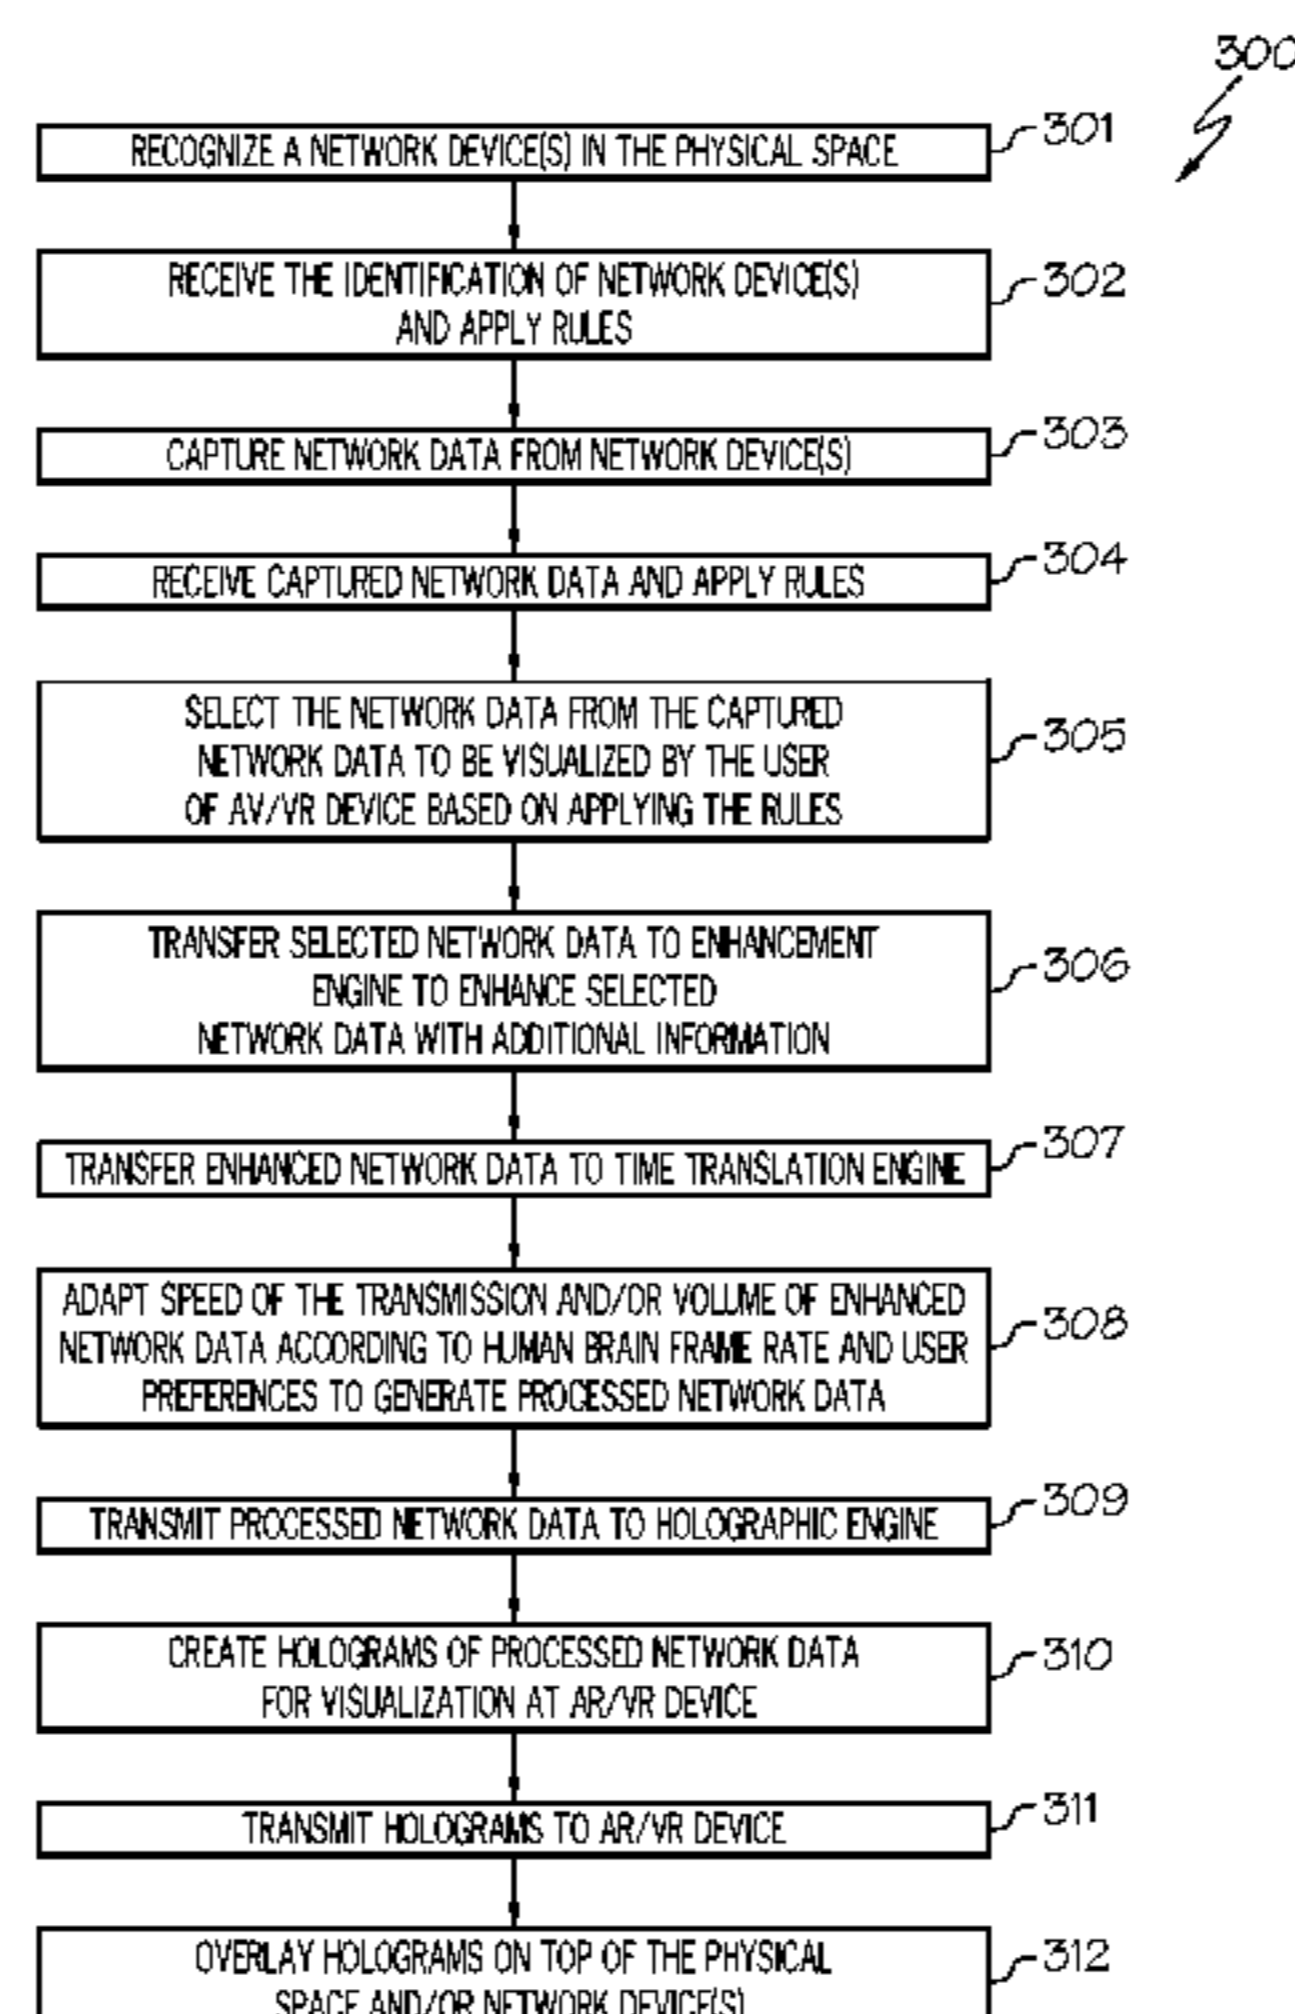 300
RECOGNIZE A NETWORK DEVICE(S) IN THE PHYSICAL SPACE
301
RECEIVE THE IDENTIFICATION OF NETWORK DEVICE(S)
AND APPLY RULES
302
CAPTURE NETWORK DATA FROM NETWORK DEVICE(S)
303
RECEIVE CAPTURED NETWORK DATA AND APPLY RULES
304
SELECT THE NETWORK DATA FROM THE CAPTURED
NETWORK DATA TO BE VISUALIZED BY THE USER
OF AV/VR DEVICE BASED ON APPLYING THE RULES
305
TRANSFER SELECTED NETWORK DATA TO ENHANCEMENT
ENGINE TO ENHANCE SELECTED
NETWORK DATA WITH ADDITIONAL INFORMATION
306
TRANSFER ENHANCED NETWORK DATA TO TIME TRANSLATION ENGINE
307
ADAPT SPEED OF THE TRANSMISSION AND/OR VOLUME OF ENHANCED
NETWORK DATA ACCORDING TO HUMAN BRAIN FRAME RATE AND USER
PREFERENCES TO GENERATE PROCESSED NETWORK DATA
308
TRANSMIT PROCESSED NETWORK DATA TO HOLOGRAPHIC ENGINE
309
CREATE HOLOGRAMS OF PROCESSED NETWORK DATA
FOR VISUALIZATION AT AR/VR DEVICE
310
TRANSMIT HOLOGRAMS TO AR/VR DEVICE
311
OVERLAY HOLOGRAMS ON TOP OF THE PHYSICAL
SPACE AND/OR NETWORK DEVICE(S)
312